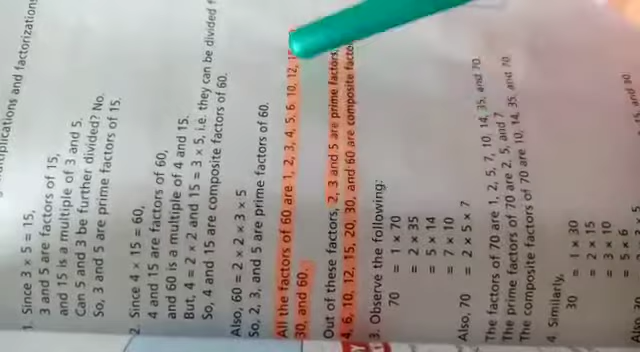 multiplications and factorizations
1. Since 3 × 5 = 15,
3 and 5 are factors of 15,
and 15 is a multiple of 3 and 5.
Can 5 and 3 be further divided? No.
So, 3 and 5 are prime factors of 15.
2. Since 4 × 15 = 60,
4 and 15 are factors of 60,
and 60 is a multiple of 4 and 15.
But, 4 = 2 × 2 and 15 = 3 × 5, i.e. they can be divided f
So, 4 and 15 are composite factors of 60.
Also, 60 = 2 × 2 × 3 × 5
So, 2, 3, and 5 are prime factors of 60.
All the factors of 60 are 1, 2, 3, 4, 5, 6, 10, 12,
30, and 60.
Out of these factors, 2, 3 and 5 are prime factors,
4, 6, 10, 12, 15, 20, 30, and 60 are composite facto
3. Observe the following:
70 = 1 × 70
= 2 × 35
= 5 × 14
= 7 × 10
Also, 70 = 2 × 5 × 7
The factors of 70 are 1, 2, 5, 7, 10, 14, 35, and 70.
The prime factors of 70 are 2, 5, and 7
The composite factors of 70 are 10, 14, 35, and 70
4. Similarly,
30 = 1 × 30
= 2 × 15
= 3 × 10
= 5 × 6
Also, 30